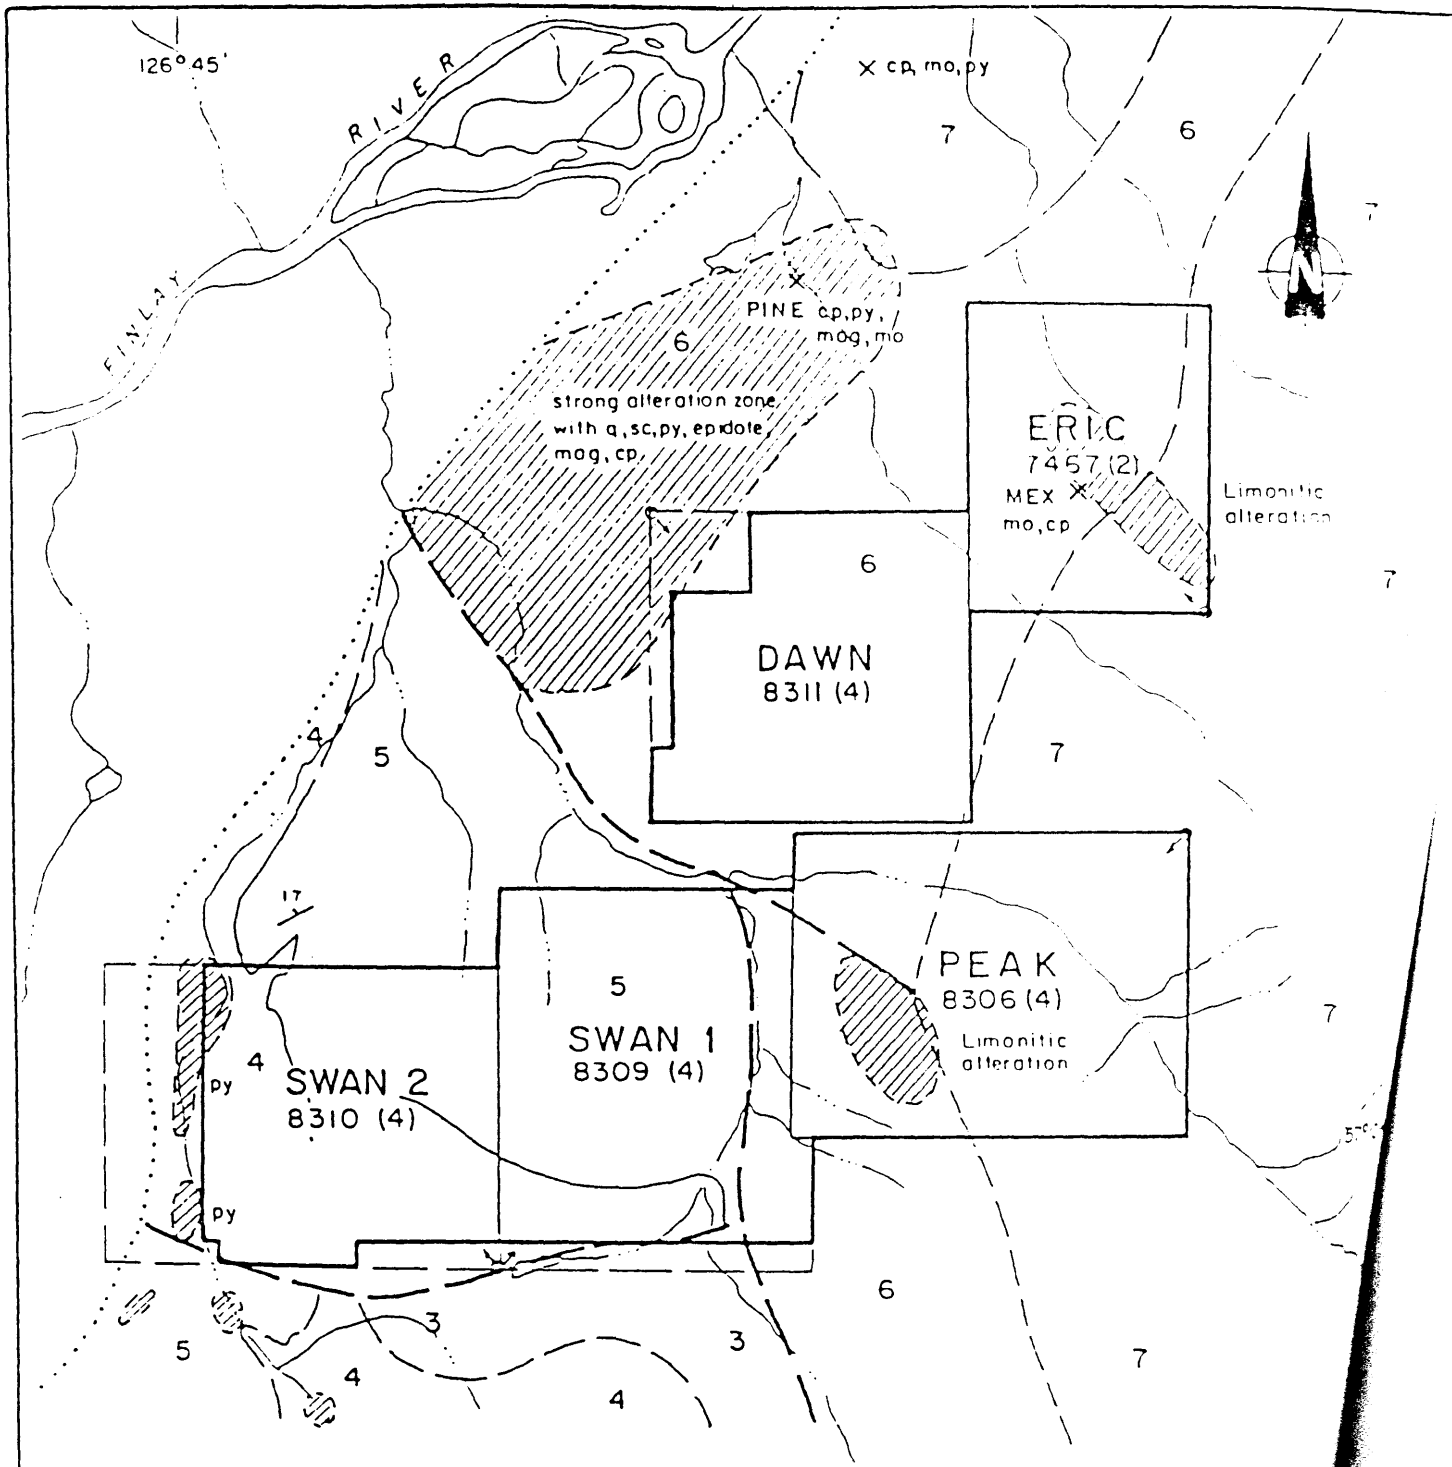 126° 45'
RIVER
FINLAY
cp, mo, py
7
6
7
N
PINE cp, py,
mag, mo
6
strong alteration zone
with q, sc, py, epidote,
mag, cp
ERIC
7467 (2)
MEX
mo, cp
Limonitic
alteration
6
7
DAWN
8311 (4)
4
5
7
17
5
PEAK
8306 (4)
Limonitic
alteration
7
SWAN 1
8309 (4)
4
SWAN 2
8310 (4)
py
py
6
3
3
5
4
4
7